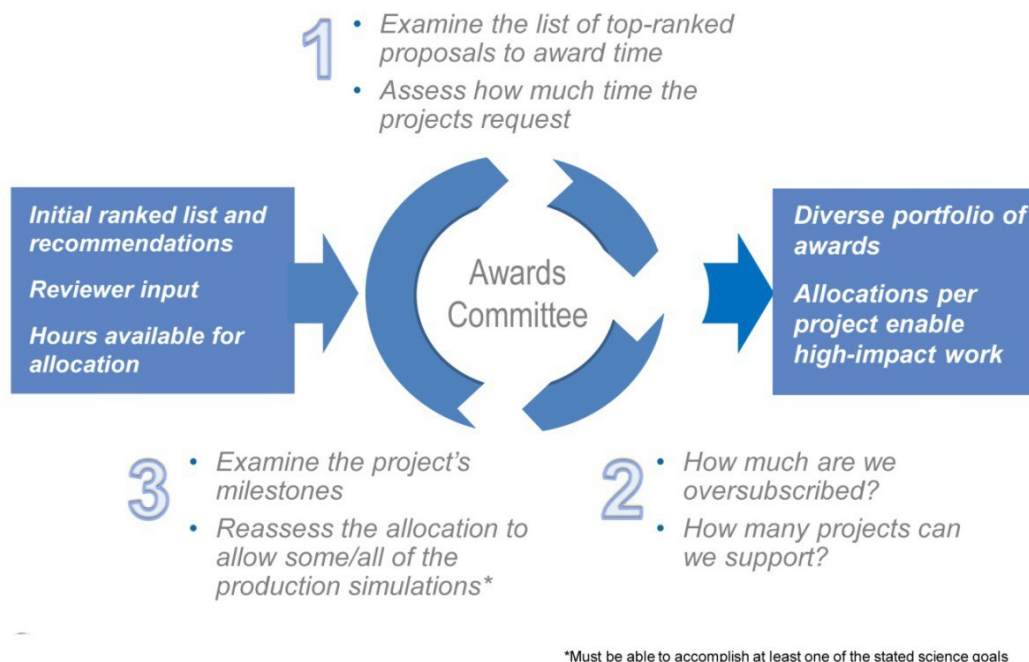 1
• Examine the list of top-ranked
proposals to award time
• Assess how much time the
projects request
Initial ranked list and
recommendations
Reviewer input
Hours available for
allocation
Awards
Committee
Diverse portfolio of
awards
Allocations per
project enable
high-impact work
3
• Examine the project's
milestones
• Reassess the allocation to
allow some/all of the
production simulations*
2
• How much are we
oversubscribed?
• How many projects can
we support?
*Must be able to accomplish at least one of the stated science goals